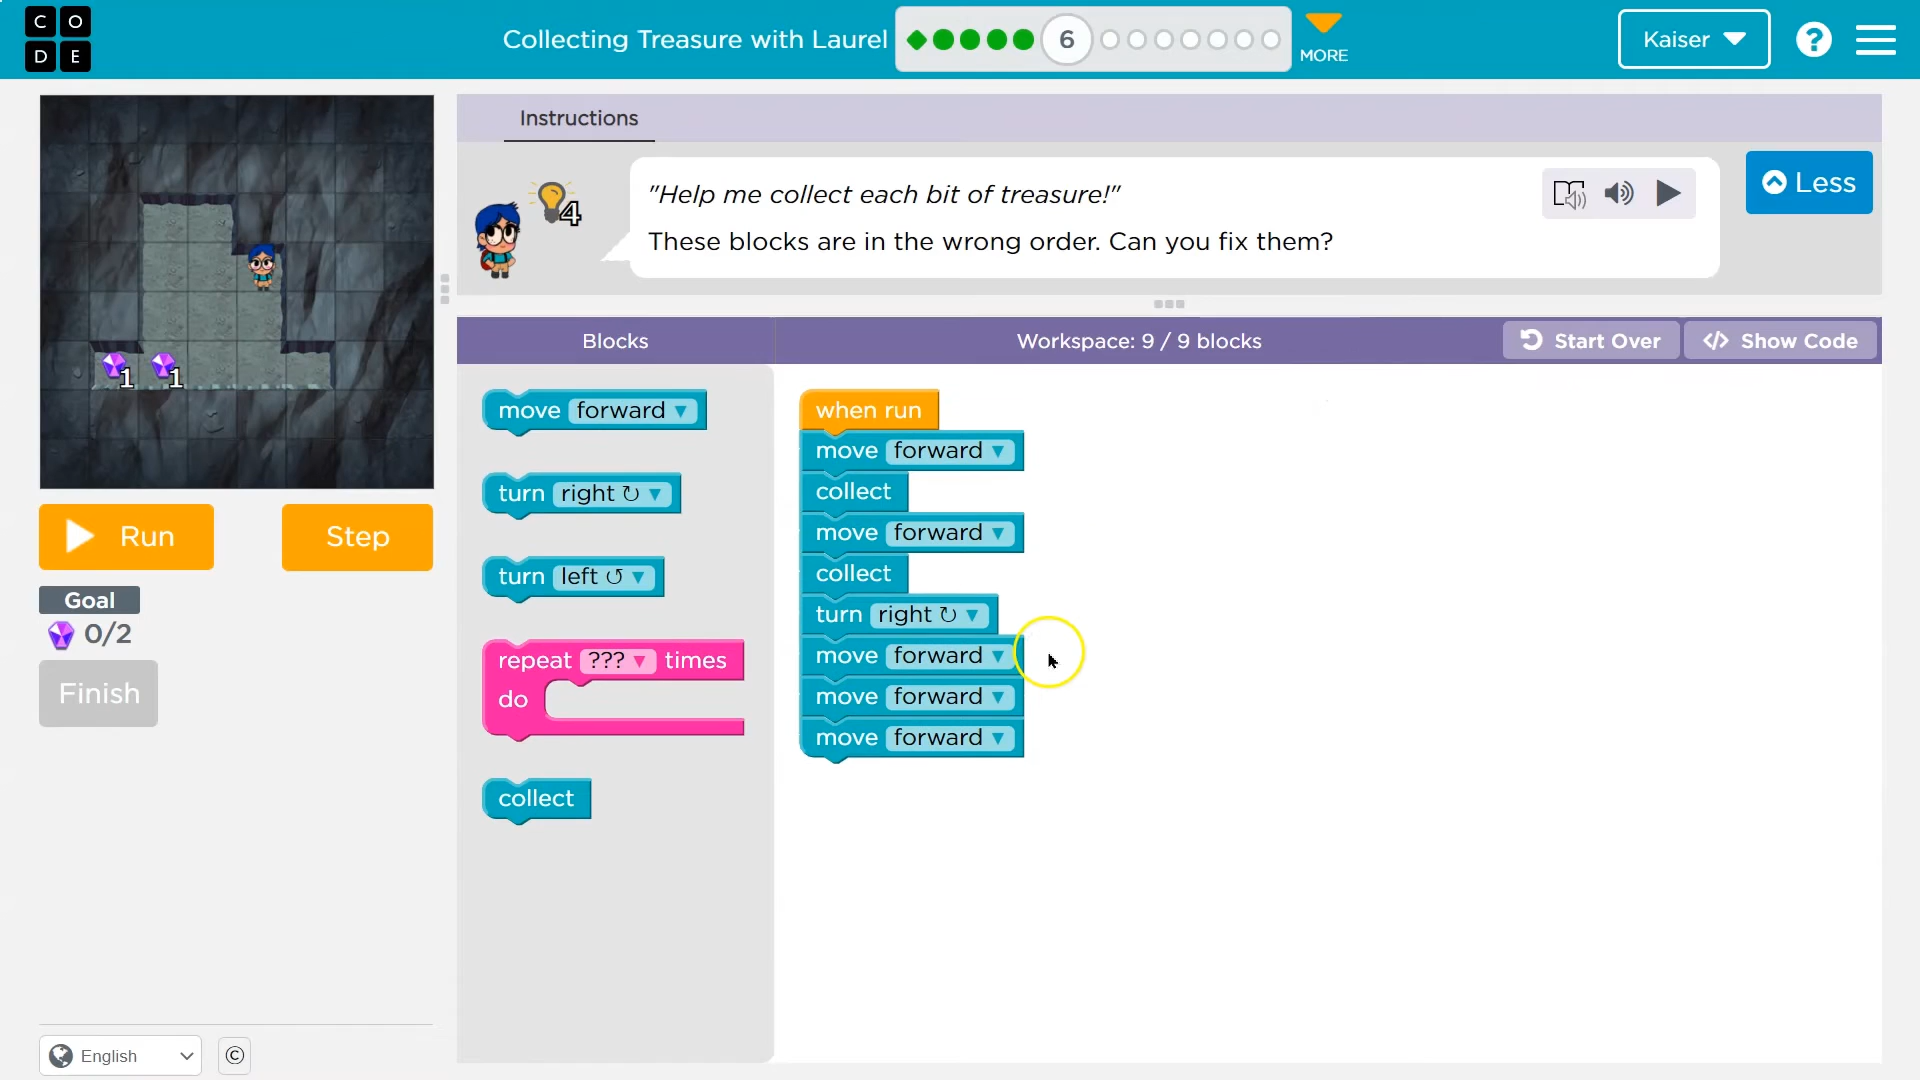 C O
D E
Collecting Treasure with Laurel
6
MORE
Kaiser
?
Instructions
4
"Help me collect each bit of treasure!"
These blocks are in the wrong order. Can you fix them?
Less
1 1
Run
Step
Goal
0/2
Finish
Blocks
Workspace: 9 / 9 blocks
Start Over
</> Show Code
move forward
turn right ↻
turn left ↺
repeat ??? times
do
collect
when run
move forward
collect
move forward
collect
turn right ↻
move forward
move forward
move forward
English
©